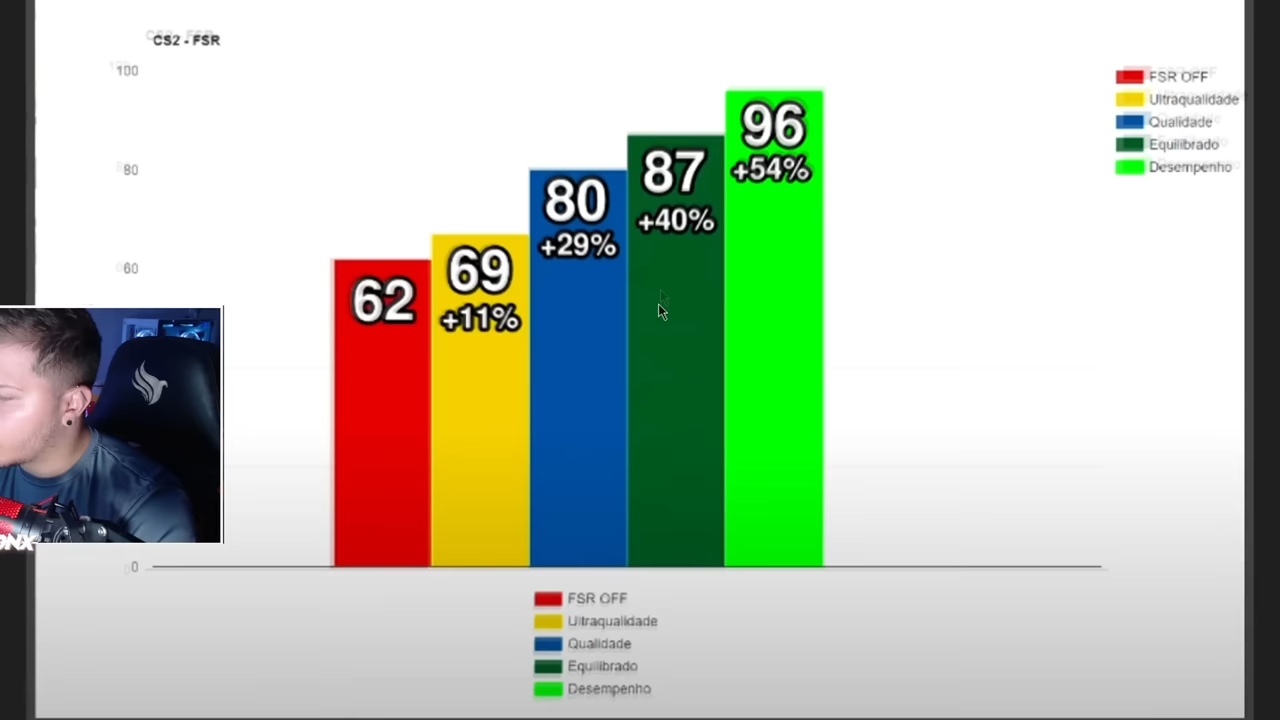 CS2 - FSR
100
80
60
0
62
69
+11%
80
+29%
87
+40%
96
+54%
FSR OFF
Ultraqualidade
Qualidade
Equilibrado
Desempenho
FSR OFF
Ultraqualidade
Qualidade
Equilibrado
Desempenho